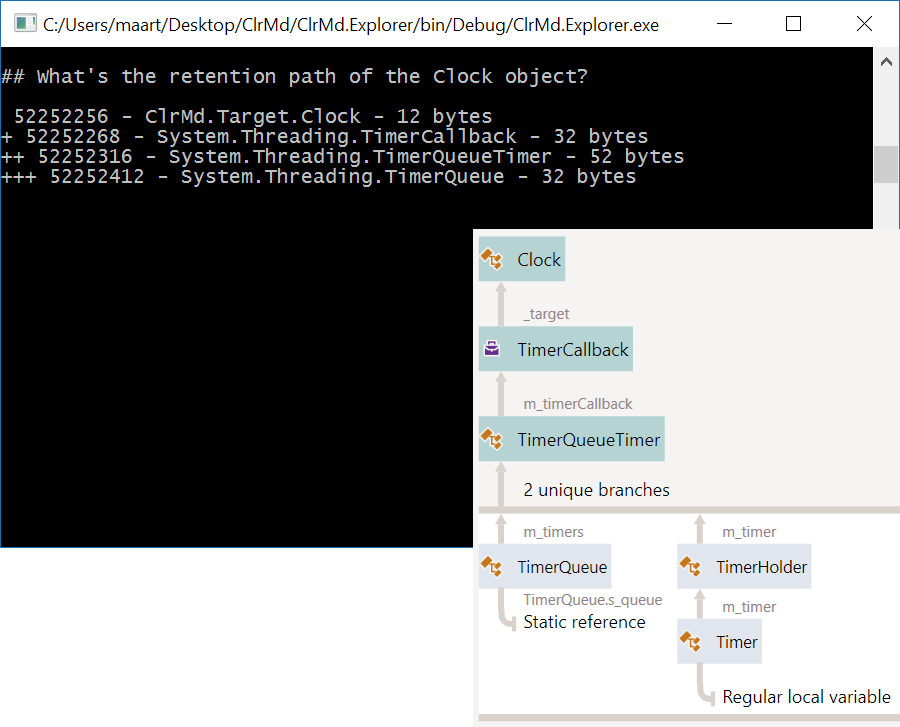 C:/Users/maart/Desktop/ClrMd/ClrMd.Explorer/bin/Debug/ClrMd.Explorer.exe
## What's the retention path of the Clock object?
52252256 - ClrMd.Target.Clock - 12 bytes
+ 52252268 - System.Threading.TimerCallback - 32 bytes
++ 52252316 - System.Threading.TimerQueueTimer - 52 bytes
+++ 52252412 - System.Threading.TimerQueue - 32 bytes
Clock
_target
TimerCallback
m_timerCallback
TimerQueueTimer
2 unique branches
m_timers
TimerQueue
TimerQueue.s_queue
Static reference
m_timer
TimerHolder
m_timer
Timer
Regular local variable